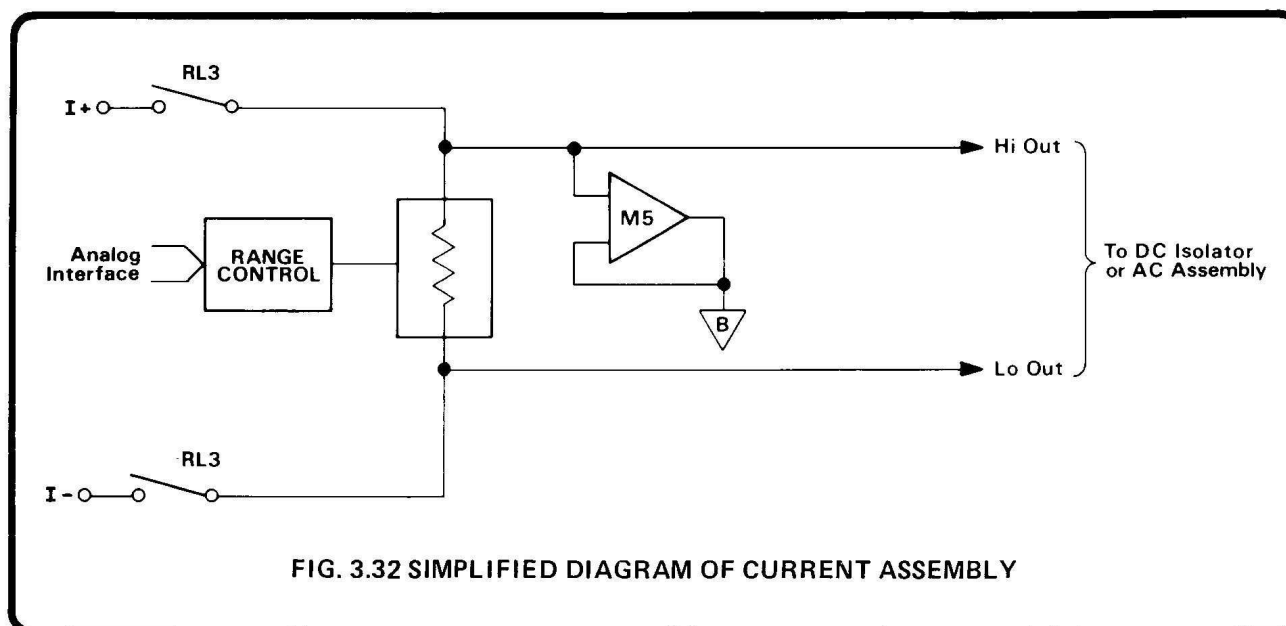 RL3
I+
Hi Out
M5
Analog
Interface
RANGE
CONTROL
To DC Isolator
or AC Assembly
B
Lo Out
RL3
I-
FIG. 3.32 SIMPLIFIED DIAGRAM OF CURRENT ASSEMBLY